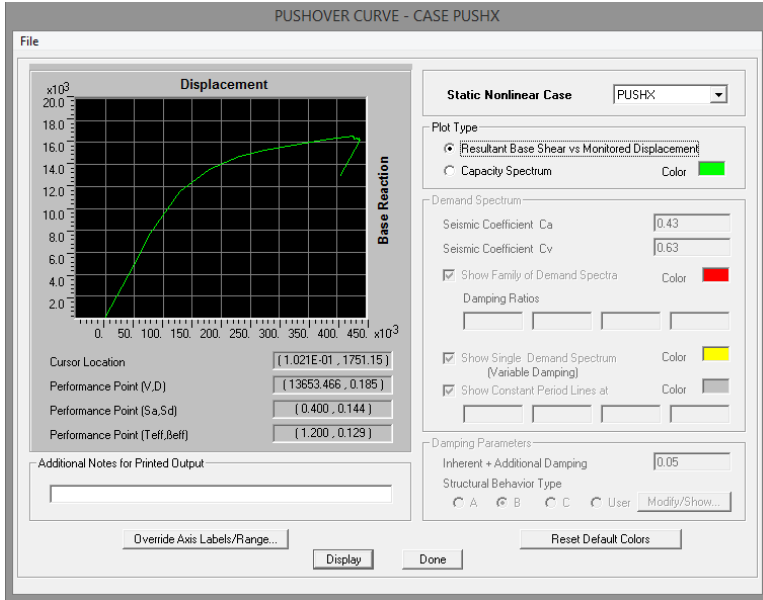 PUSHOVER CURVE - CASE PUSHX
File
Displacement
x10³
20.0
18.0
16.0
14.0
12.0
10.0
8.0
6.0
4.0
2.0
Base Reaction
0. 50. 100. 150. 200. 250. 300. 350. 400. 450. x10⁻³
Cursor Location ( 1.021E-01 , 1751.15 )
Performance Point (V,D) ( 13653.466 , 0.185 )
Performance Point (Sa,Sd) ( 0.400 , 0.144 )
Performance Point (Teff,ßeff) ( 1.200 , 0.129 )
Additional Notes for Printed Output
Override Axis Labels/Range...
Static Nonlinear Case PUSHX
Plot Type
Resultant Base Shear vs Monitored Displacement
Capacity Spectrum Color
Demand Spectrum
Seismic Coefficient Ca 0.43
Seismic Coefficient Cv 0.63
Show Family of Demand Spectra Color
Damping Ratios
Show Single Demand Spectrum Color
(Variable Damping)
Show Constant Period Lines at Color
Damping Parameters
Inherent + Additional Damping 0.05
Structural Behavior Type
A B C User Modify/Show...
Reset Default Colors
Display Done